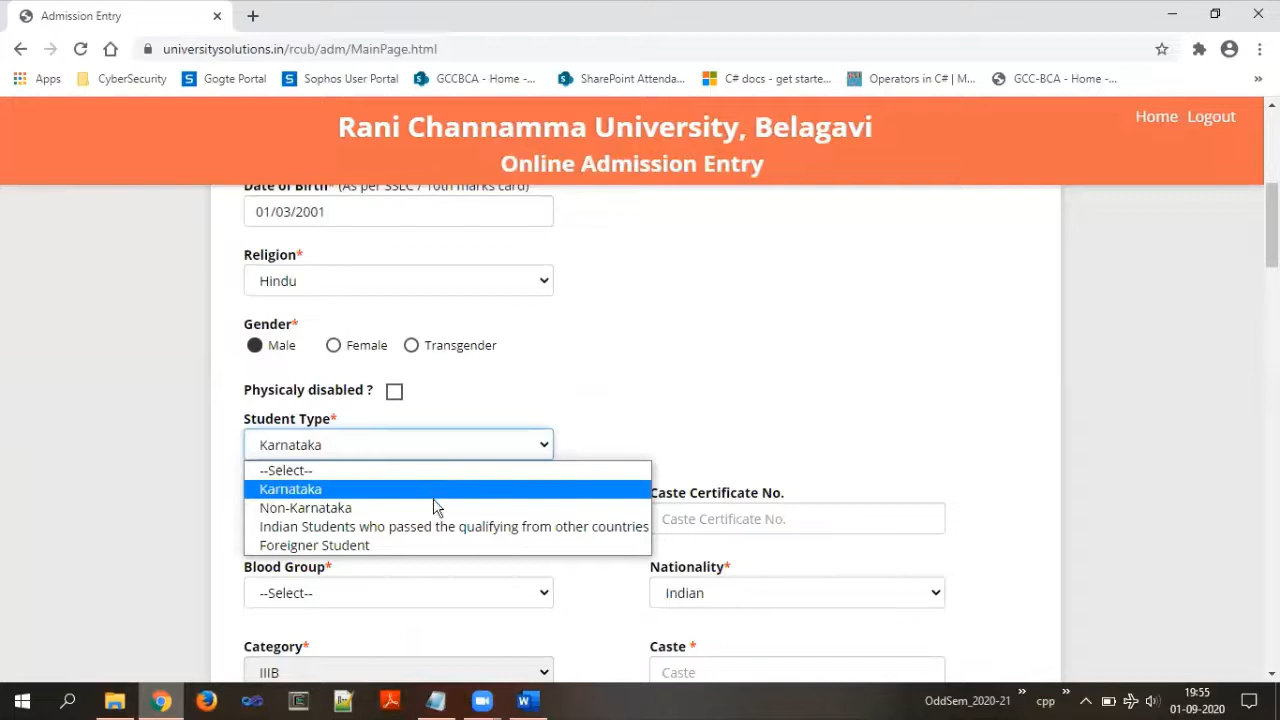 Admission Entry
universitysolutions.in/rcub/adm/MainPage.html
Apps
CyberSecurity
Gogte Portal
Sophos User Portal
GCCBCA - Home -...
SharePoint Attenda...
C# docs - get starte...
Operators in C# | M...
GCC-BCA - Home -...
Rani Channamma University, Belagavi
Home Logout
Online Admission Entry
Date of Birth* (As per SSLC / 10th marks card)
01/03/2001
Religion*
Hindu
Gender*
Male Female Transgender
Physicaly disabled ?
Student Type*
Karnataka
--Select--
Karnataka
Non-Karnataka
Indian Students who passed the qualifying from other countries
Foreigner Student
Caste Certificate No.
Caste Certificate No.
Blood Group*
--Select--
Nationality*
Indian
Category*
IIIB
Caste *
Caste
OddSem_2020-21
cpp
19:55
01-09-2020